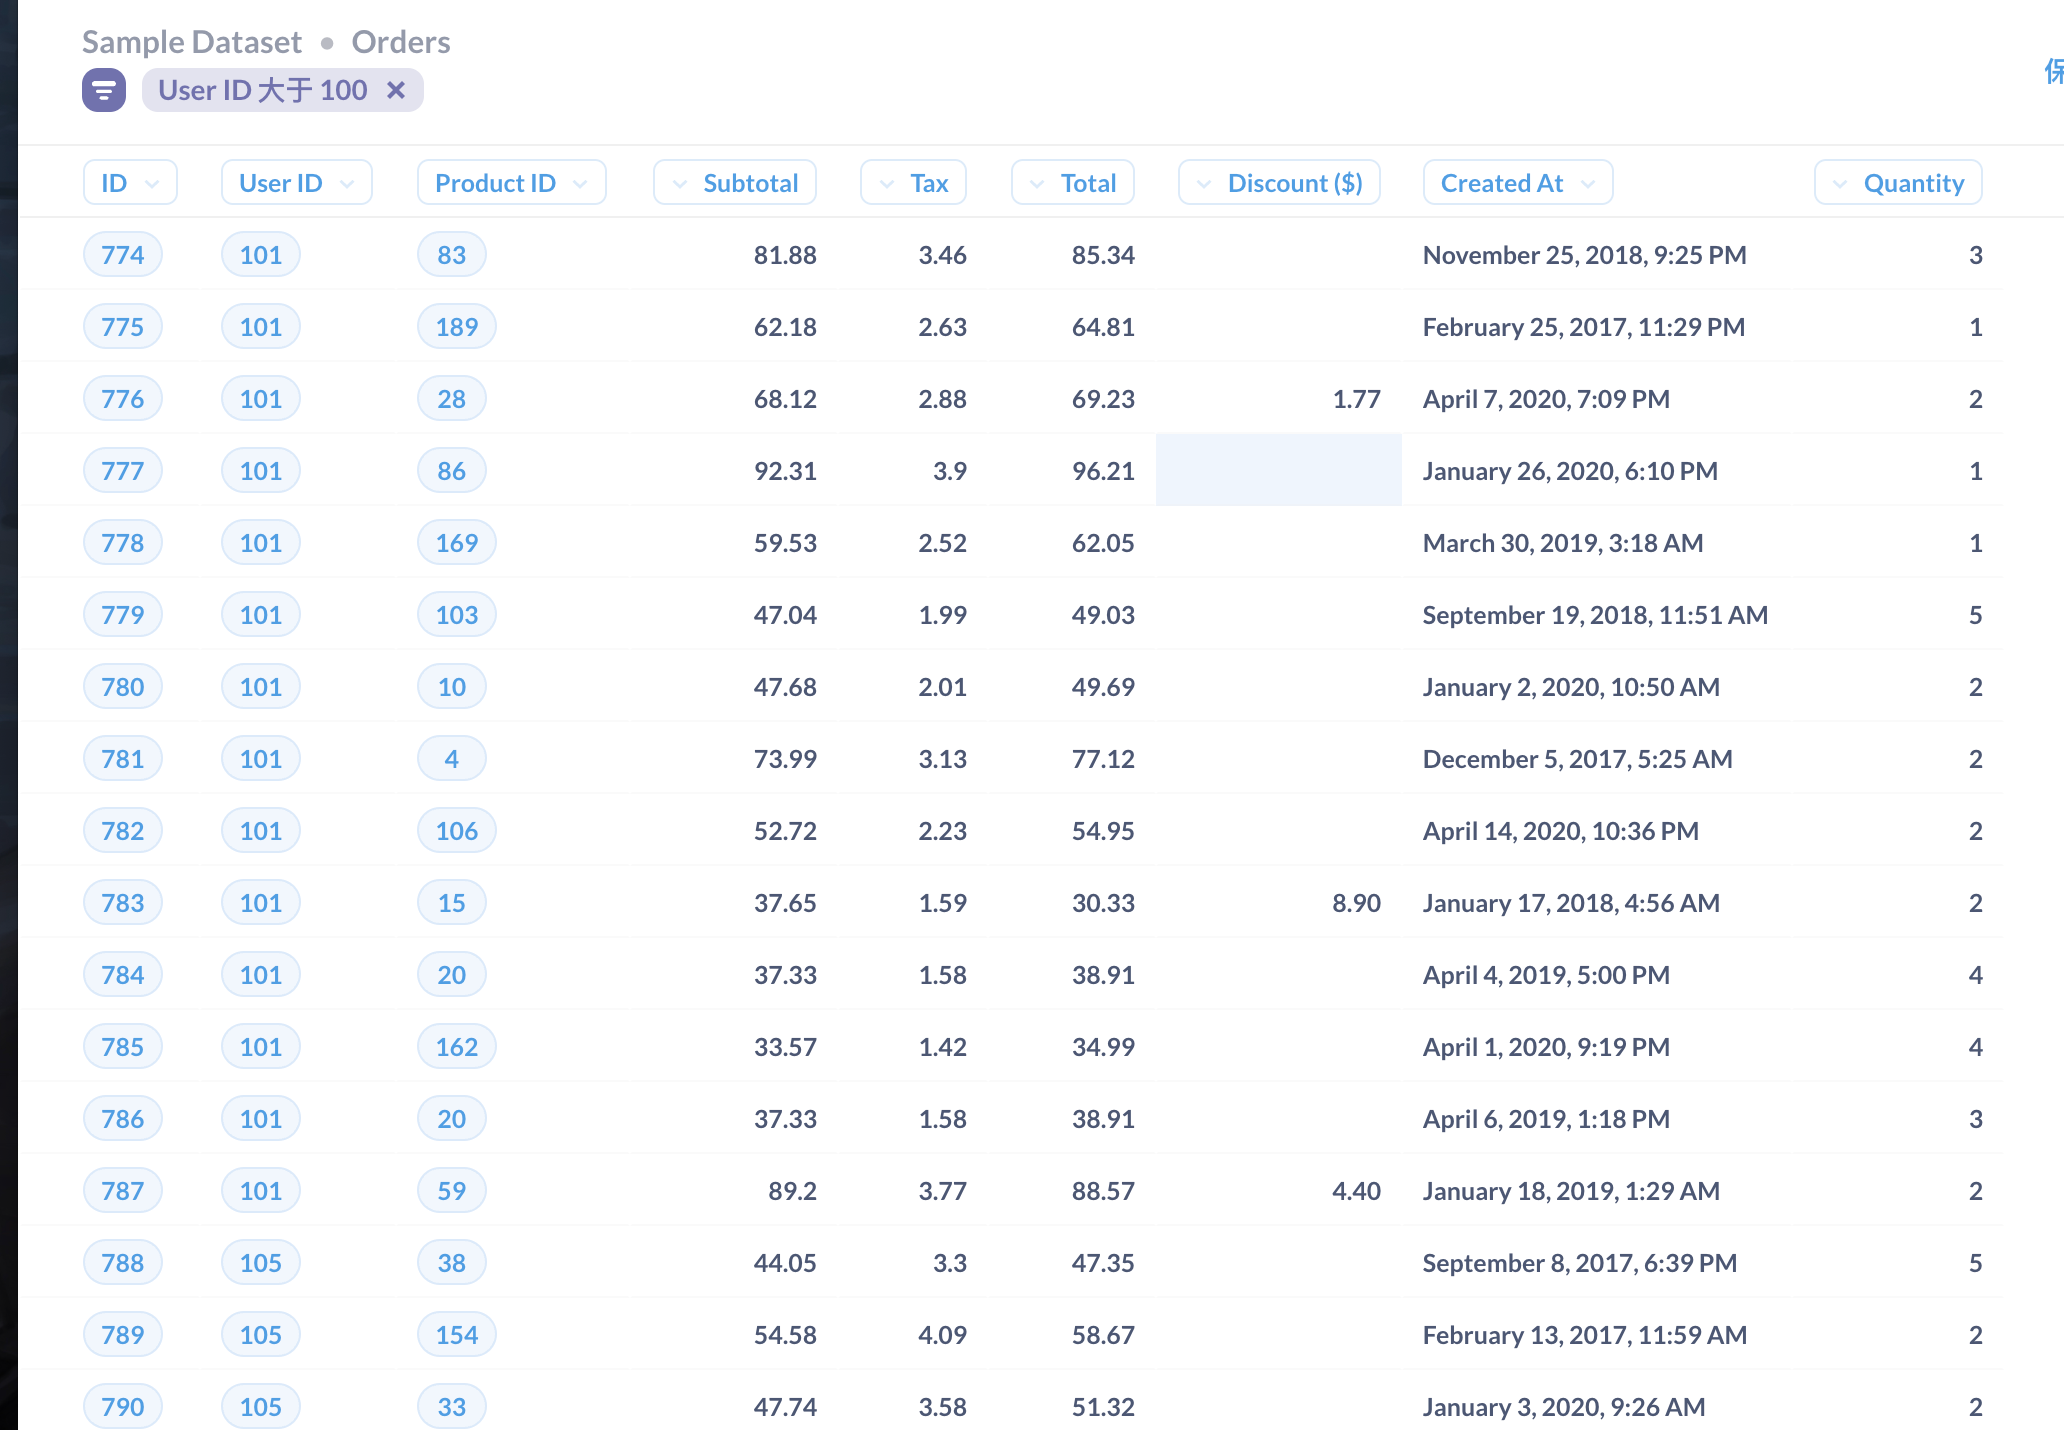 Sample Dataset • Orders
User ID 大于 100 ×
保
ID User ID Product ID Subtotal Tax Total Discount ($) Created At Quantity
774 101 83 81.88 3.46 85.34 November 25, 2018, 9:25 PM 3
775 101 189 62.18 2.63 64.81 February 25, 2017, 11:29 PM 1
776 101 28 68.12 2.88 69.23 1.77 April 7, 2020, 7:09 PM 2
777 101 86 92.31 3.9 96.21 January 26, 2020, 6:10 PM 1
778 101 169 59.53 2.52 62.05 March 30, 2019, 3:18 AM 1
779 101 103 47.04 1.99 49.03 September 19, 2018, 11:51 AM 5
780 101 10 47.68 2.01 49.69 January 2, 2020, 10:50 AM 2
781 101 4 73.99 3.13 77.12 December 5, 2017, 5:25 AM 2
782 101 106 52.72 2.23 54.95 April 14, 2020, 10:36 PM 2
783 101 15 37.65 1.59 30.33 8.90 January 17, 2018, 4:56 AM 2
784 101 20 37.33 1.58 38.91 April 4, 2019, 5:00 PM 4
785 101 162 33.57 1.42 34.99 April 1, 2020, 9:19 PM 4
786 101 20 37.33 1.58 38.91 April 6, 2019, 1:18 PM 3
787 101 59 89.2 3.77 88.57 4.40 January 18, 2019, 1:29 AM 2
788 105 38 44.05 3.3 47.35 September 8, 2017, 6:39 PM 5
789 105 154 54.58 4.09 58.67 February 13, 2017, 11:59 AM 2
790 105 33 47.74 3.58 51.32 January 3, 2020, 9:26 AM 2